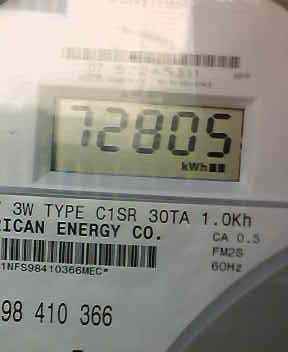 72805
kWh
3W TYPE C1SR 30TA 1.0Kh
RICAN ENERGY CO.
CA 0.5
1NFS98410366MEC*
FM2S
60Hz
98 410 366